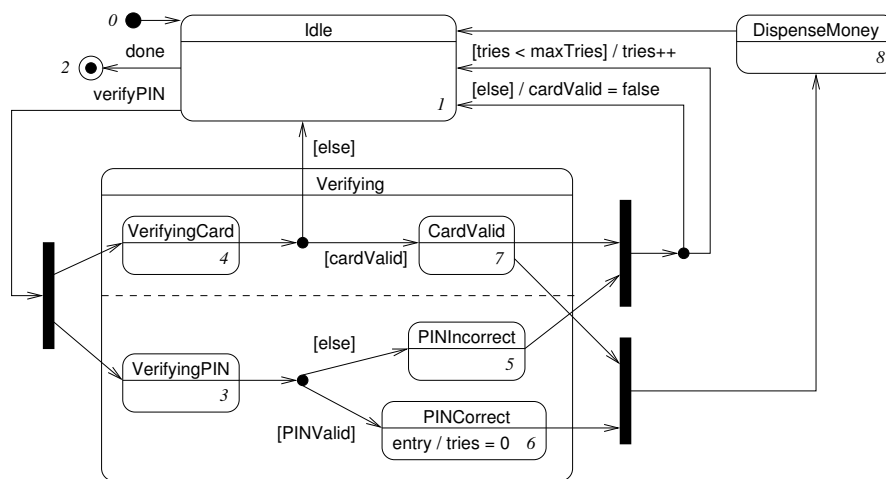 0
Idle
DispenseMoney
done
[tries < maxTries] / tries++
8
2
[else] / cardValid = false
verifyPIN
1
[else]
Verifying
VerifyingCard
CardValid
4
[cardValid]
7
[else]
PINIncorrect
VerifyingPIN
5
3
PINCorrect
[PINValid]
entry / tries = 0 6